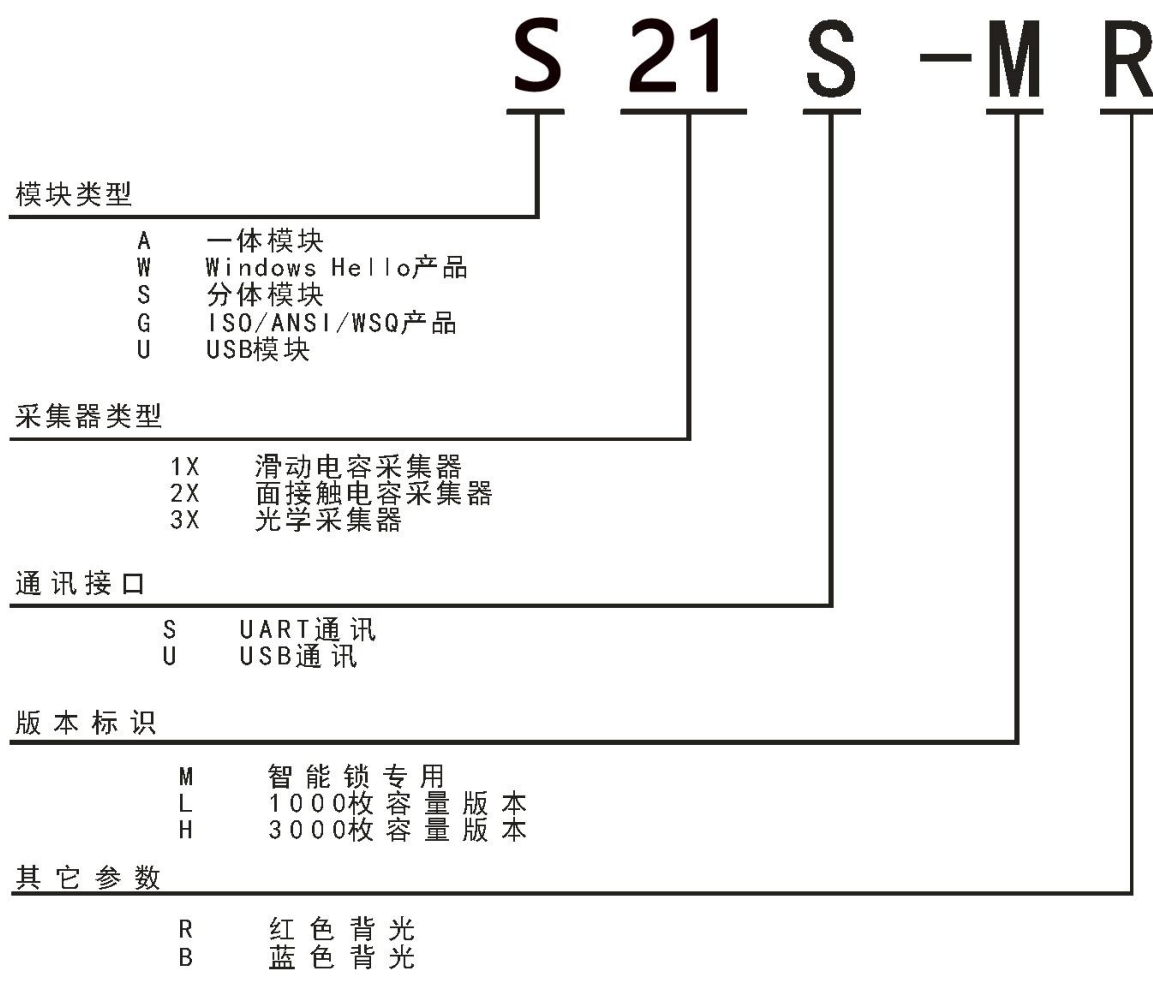 S 21 S -M R
模块类型
A 一体模块
W Windows Hello产品
S 分体模块
G ISO/ANSI/WSQ产品
U USB模块
采集器类型
1X 滑动电容采集器
2X 面接触电容采集器
3X 光学采集器
通讯接口
S UART通讯
U USB通讯
版本标识
M 智能锁专用
L 1000枚容量版本
H 3000枚容量版本
其它参数
R 红色背光
B 蓝色背光